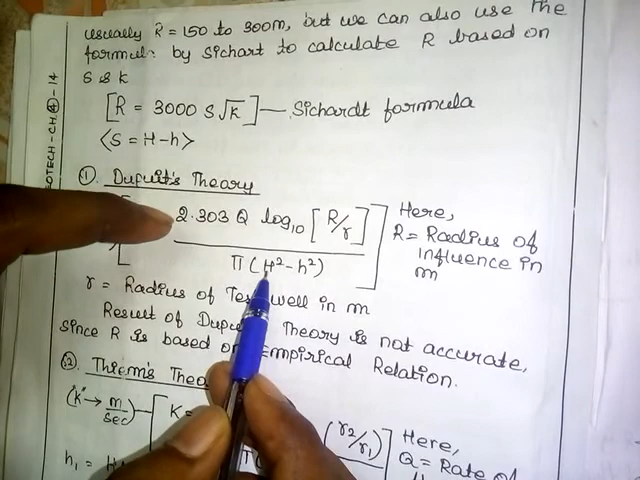 usually R = 150 to 300m, but we can also use the
formula by Sichart to calculate R based on
S & k
[R = 3000 S√k] — Sichardt formula
<S = H-h>
OTECH-CH.④-14
①. Dupuit's Theory
2.303 Q log₁₀ [R/r]
π (H²-h²)
Here,
R = Radius of
influence in
m
r = Radius of Test well in m
Result of Theory is not accurate,
since R is based on Empirical Relation.
②. Thiem's
("k"→ m/sec) [K =
(r₂/r₁)
h₁ =
Here,
Q = Rate of